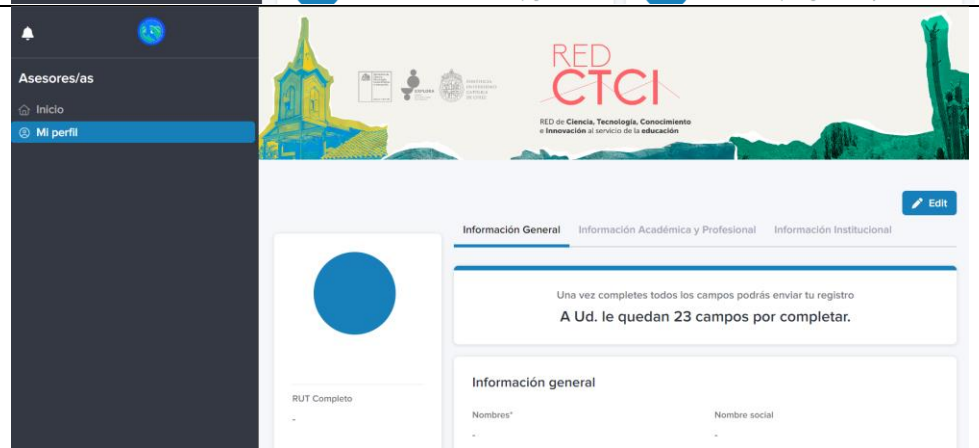 Asesores/as
Inicio
Mi perfil
RED
CTCI
RED de Ciencia, Tecnología, Conocimiento
e Innovación al servicio de la educación
Edit
Información General
Información Académica y Profesional
Información Institucional
Una vez completes todos los campos podrás enviar tu registro
A Ud. le quedan 23 campos por completar.
RUT Completo
-
Información general
Nombres*
Nombre social
-
-